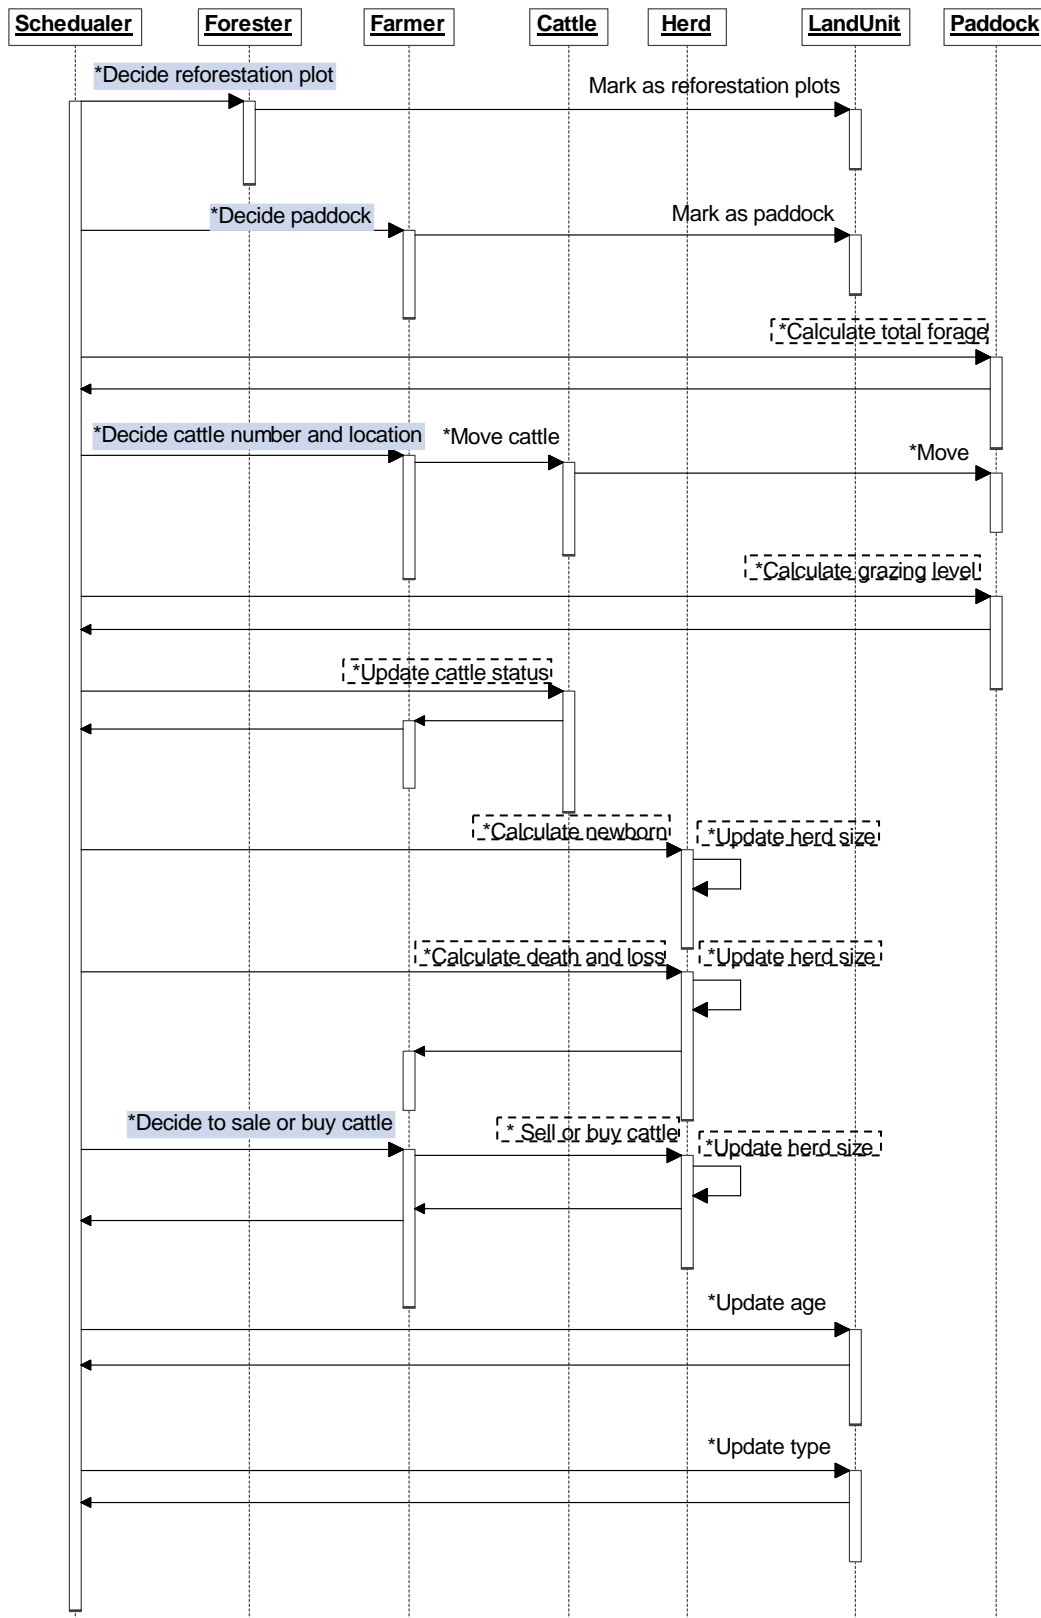 Schedualer Forester Farmer Cattle Herd LandUnit Paddock
*Decide reforestation plot
Mark as reforestation plots
*Decide paddock
Mark as paddock
*Calculate total forage
*Decide cattle number and location
*Move cattle
*Move
*Calculate grazing level
*Update cattle status
*Calculate newborn
*Update herd size
*Calculate death and loss
*Update herd size
*Decide to sale or buy cattle
* Sell or buy cattle
*Update herd size
*Update age
*Update type